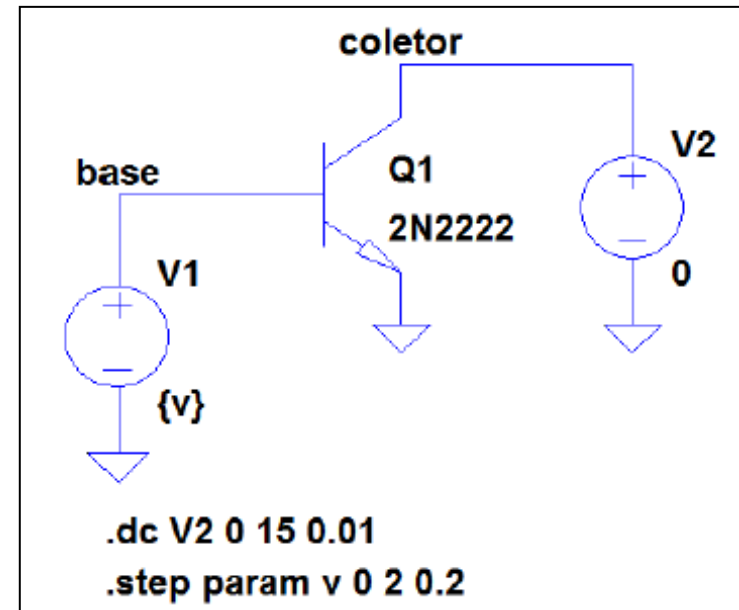 coletor
base
Q1
2N2222
V2
0
V1
{v}
.dc V2 0 15 0.01
.step param v 0 2 0.2